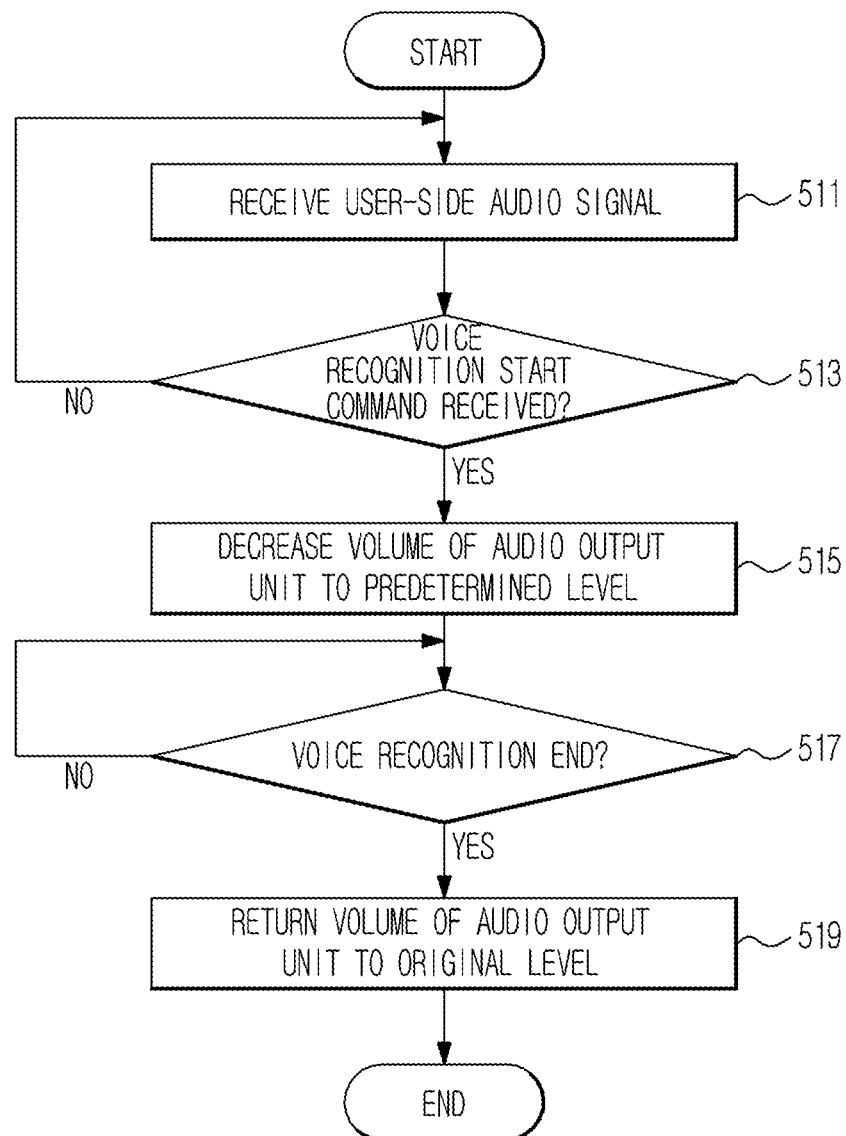 START
RECEIVE USER-SIDE AUDIO SIGNAL
511
VOICE
RECOGNITION START
COMMAND RECEIVED?
513
NO
YES
DECREASE VOLUME OF AUDIO OUTPUT
UNIT TO PREDETERMINED LEVEL
515
VOICE RECOGNITION END?
517
NO
YES
RETURN VOLUME OF AUDIO OUTPUT
UNIT TO ORIGINAL LEVEL
519
END